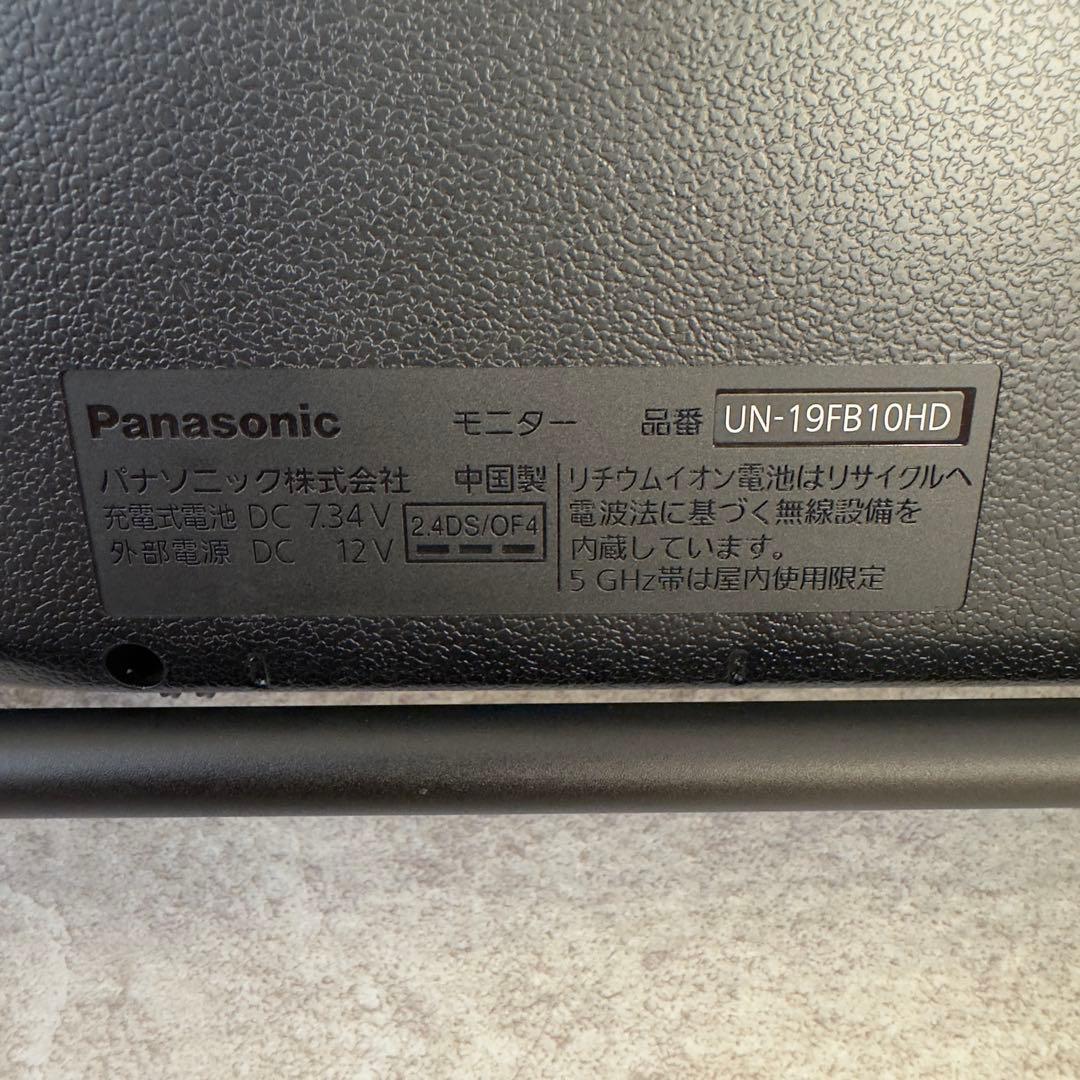 Panasonic モニター 品番 UN-19FB10HD
パナソニック株式会社 中国製
充電式電池 DC 7.34 V
外部電源 DC 12 V
2.4DS/OF4
リチウムイオン電池はリサイクルへ
電波法に基づく無線設備を
内蔵しています。
5 GHz帯は屋内使用限定